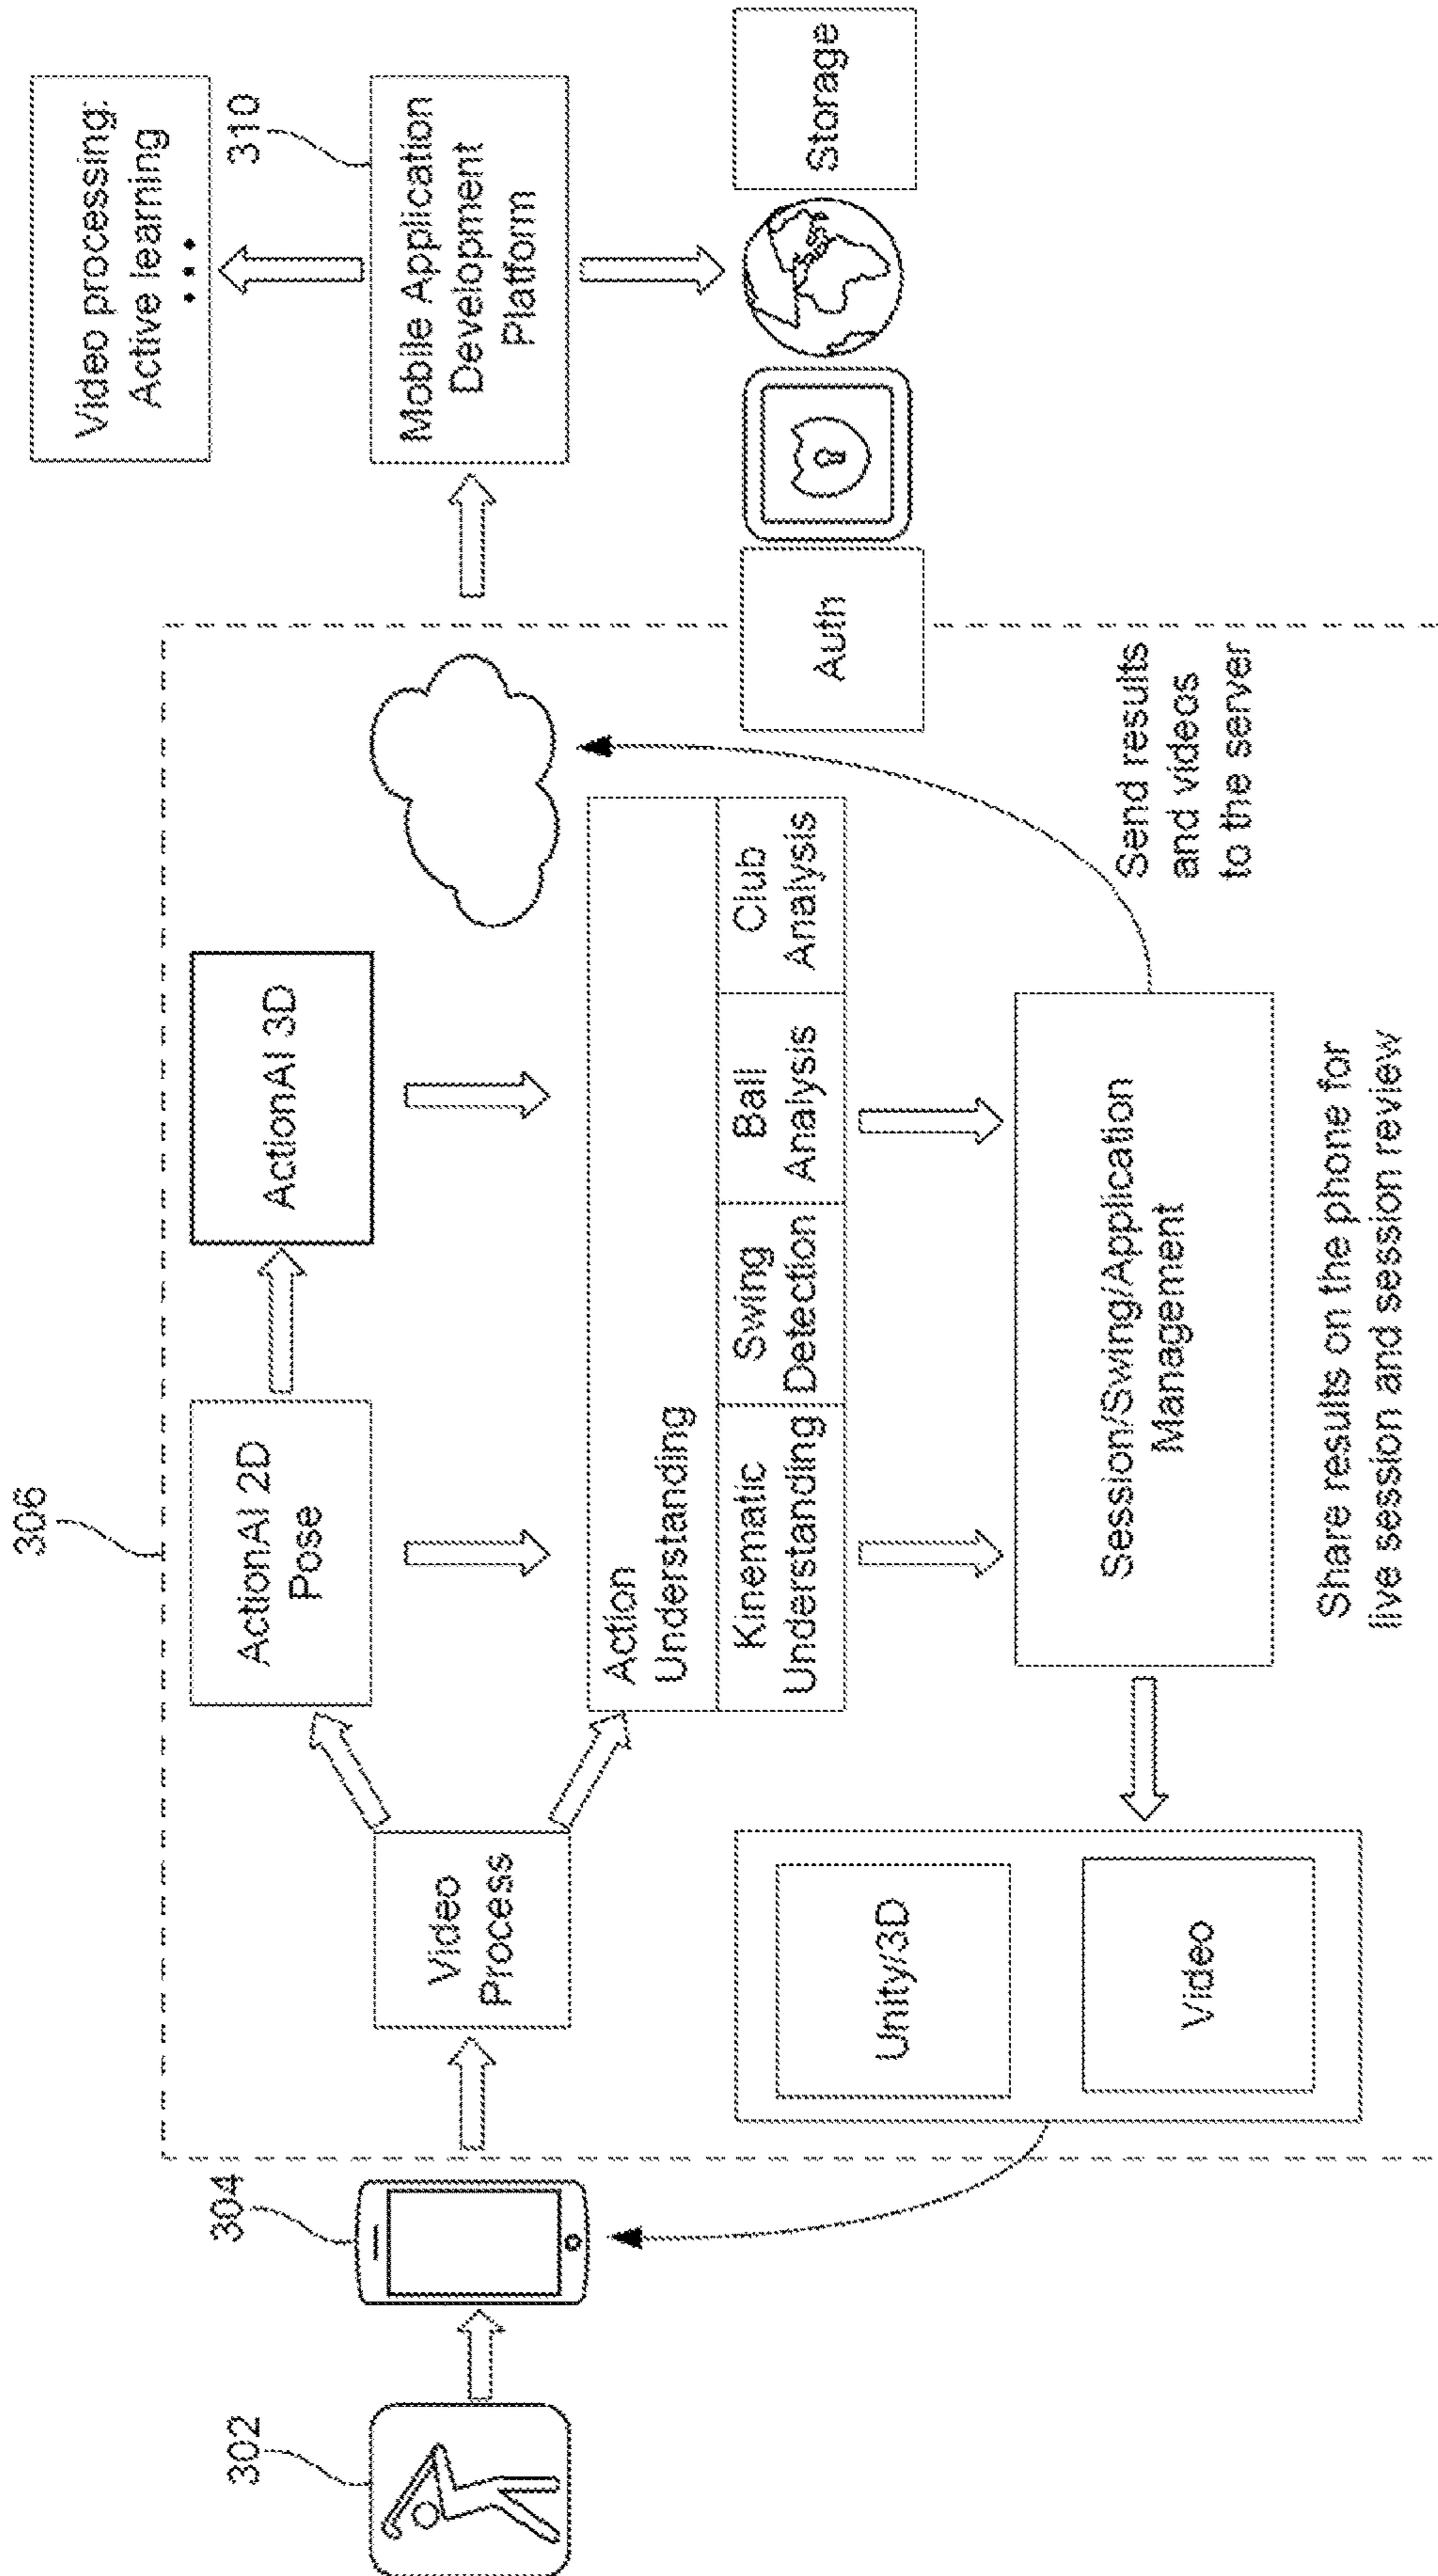 302
304
306
310
Video
Process
ActionAI 2D
Pose
ActionAI 3D
Action
Understanding
Kinematic
Understanding
Swing
Detection
Ball
Analysis
Club
Analysis
Session/Swing/Application
Management
Unity/3D
Video
Share results on the phone for
live session and session review
Send results
and videos
to the server
Video processing:
Active learning
...
Mobile Application
Development
Platform
Auth
Storage